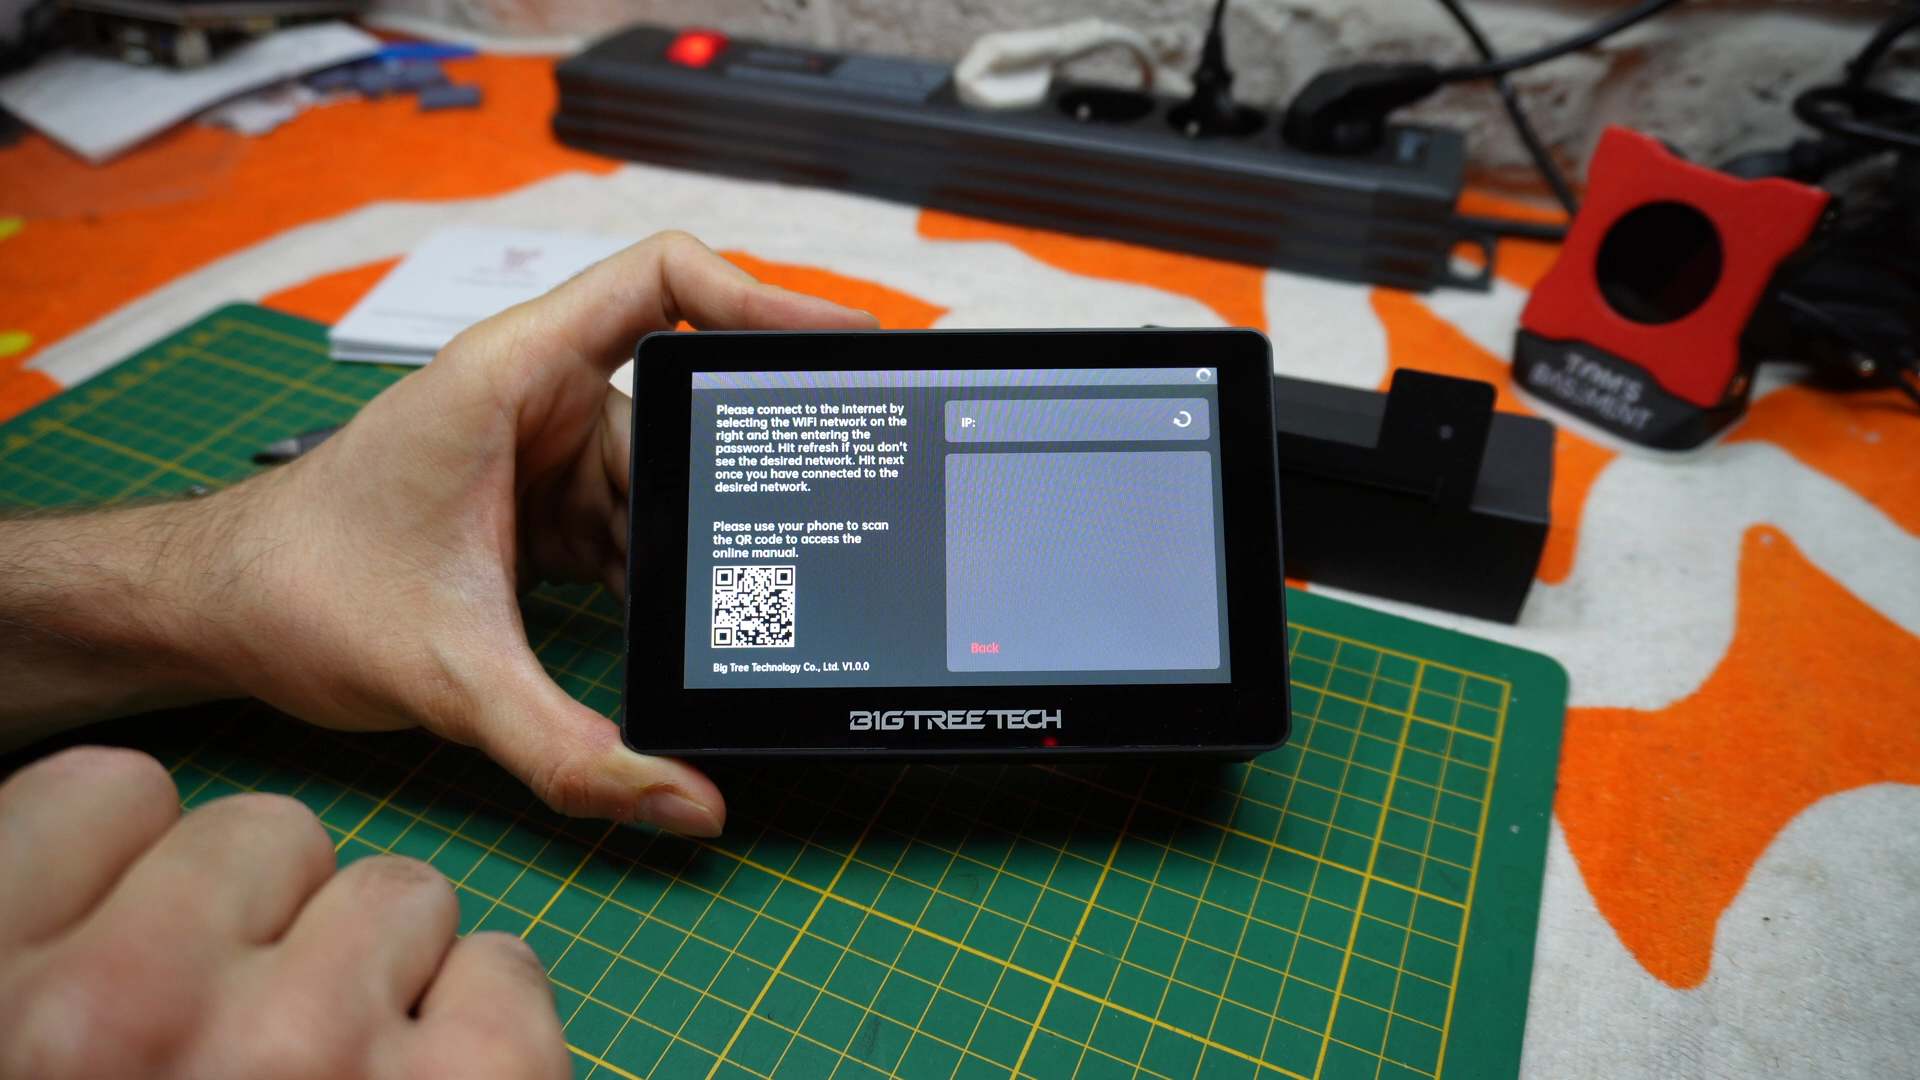 Please connect to the Internet by
selecting the WiFi network on the
right and then entering the
password. Hit refresh if you don't
see the desired network. Hit next
once you have connected to the
desired network.
Please use your phone to scan
the QR code to access the
online manual.
Big Tree Technology Co., Ltd. V1.0.0
IP:
Back
BIGTREETECH
TOM'S
BASEMENT